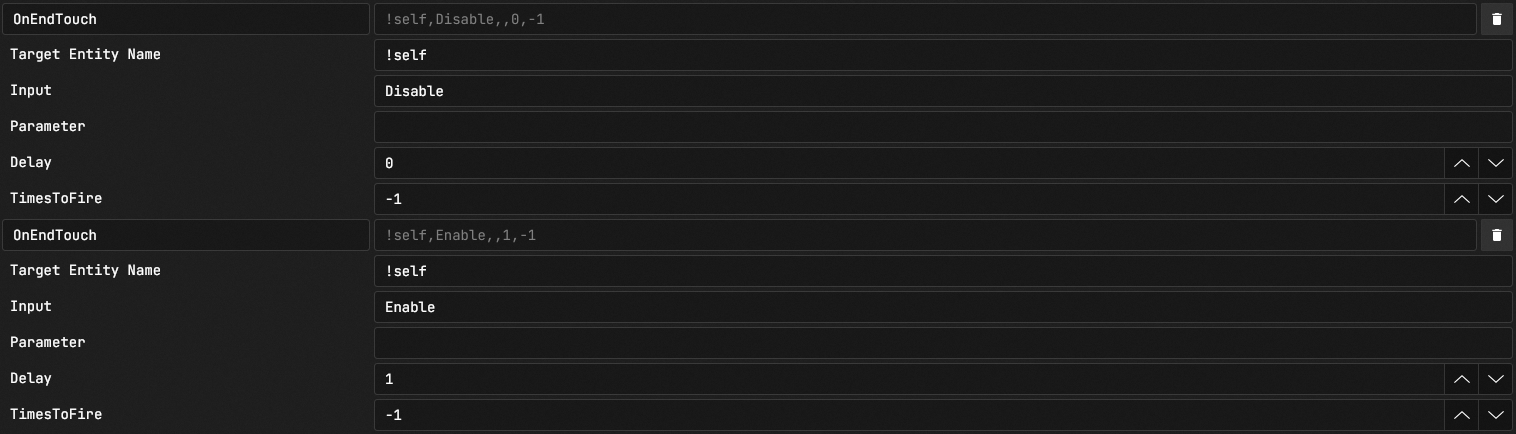 OnEndTouch !self,Disable,,0,-1
Target Entity Name !self
Input Disable
Parameter
Delay 0
TimesToFire -1
OnEndTouch !self,Enable,,1,-1
Target Entity Name !self
Input Enable
Parameter
Delay 1
TimesToFire -1